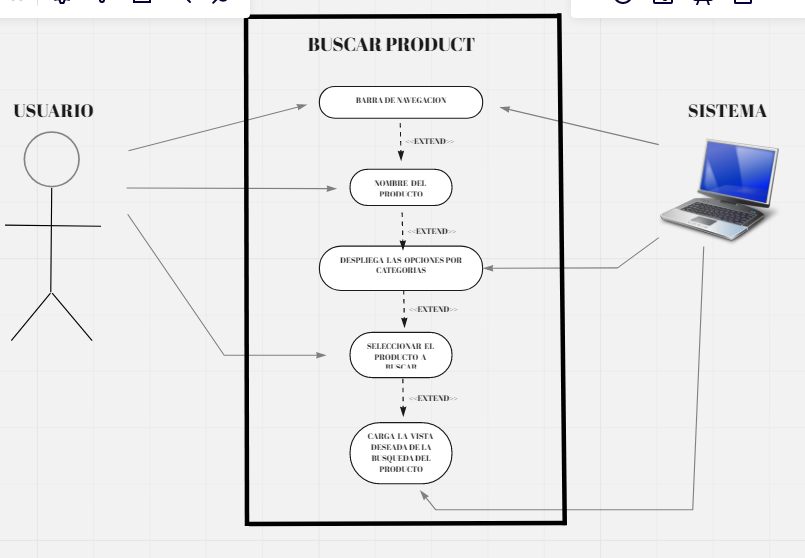 BUSCAR PRODUCT
USUARIO
SISTEMA
BARRA DE NAVEGACION
<<EXTEND>>
NOMBRE DEL
PRODUCTO
<<EXTEND>>
DESPLIEGA LAS OPCIONES POR
CATEGORIAS
<<EXTEND>>
SELECCIONAR EL
PRODUCTO A
BUSCAR
<<EXTEND>>
CARGA LA VISTA
DESEADA DE LA
BUSQUEDA DEL
PRODUCTO